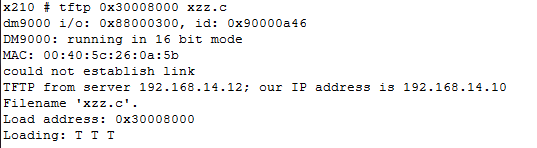 x210 # tftp 0x30008000 xzz.c
dm9000 i/o: 0x88000300, id: 0x90000a46
DM9000: running in 16 bit mode
MAC: 00:40:5c:26:0a:5b
could not establish link
TFTP from server 192.168.14.12; our IP address is 192.168.14.10
Filename 'xzz.c'.
Load address: 0x30008000
Loading: T T T